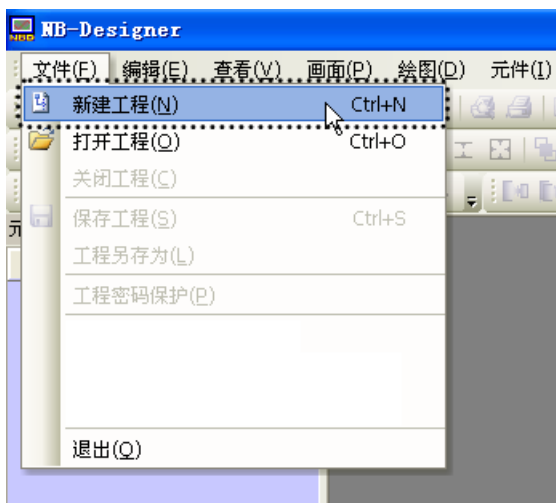 NB-Designer
文件(F) 编辑(E) 查看(V) 画面(P) 绘图(D) 元件(I)
新建工程(N) Ctrl+N
打开工程(O) Ctrl+O
关闭工程(C)
保存工程(S) Ctrl+S
工程另存为(L)
工程密码保护(P)
退出(Q)